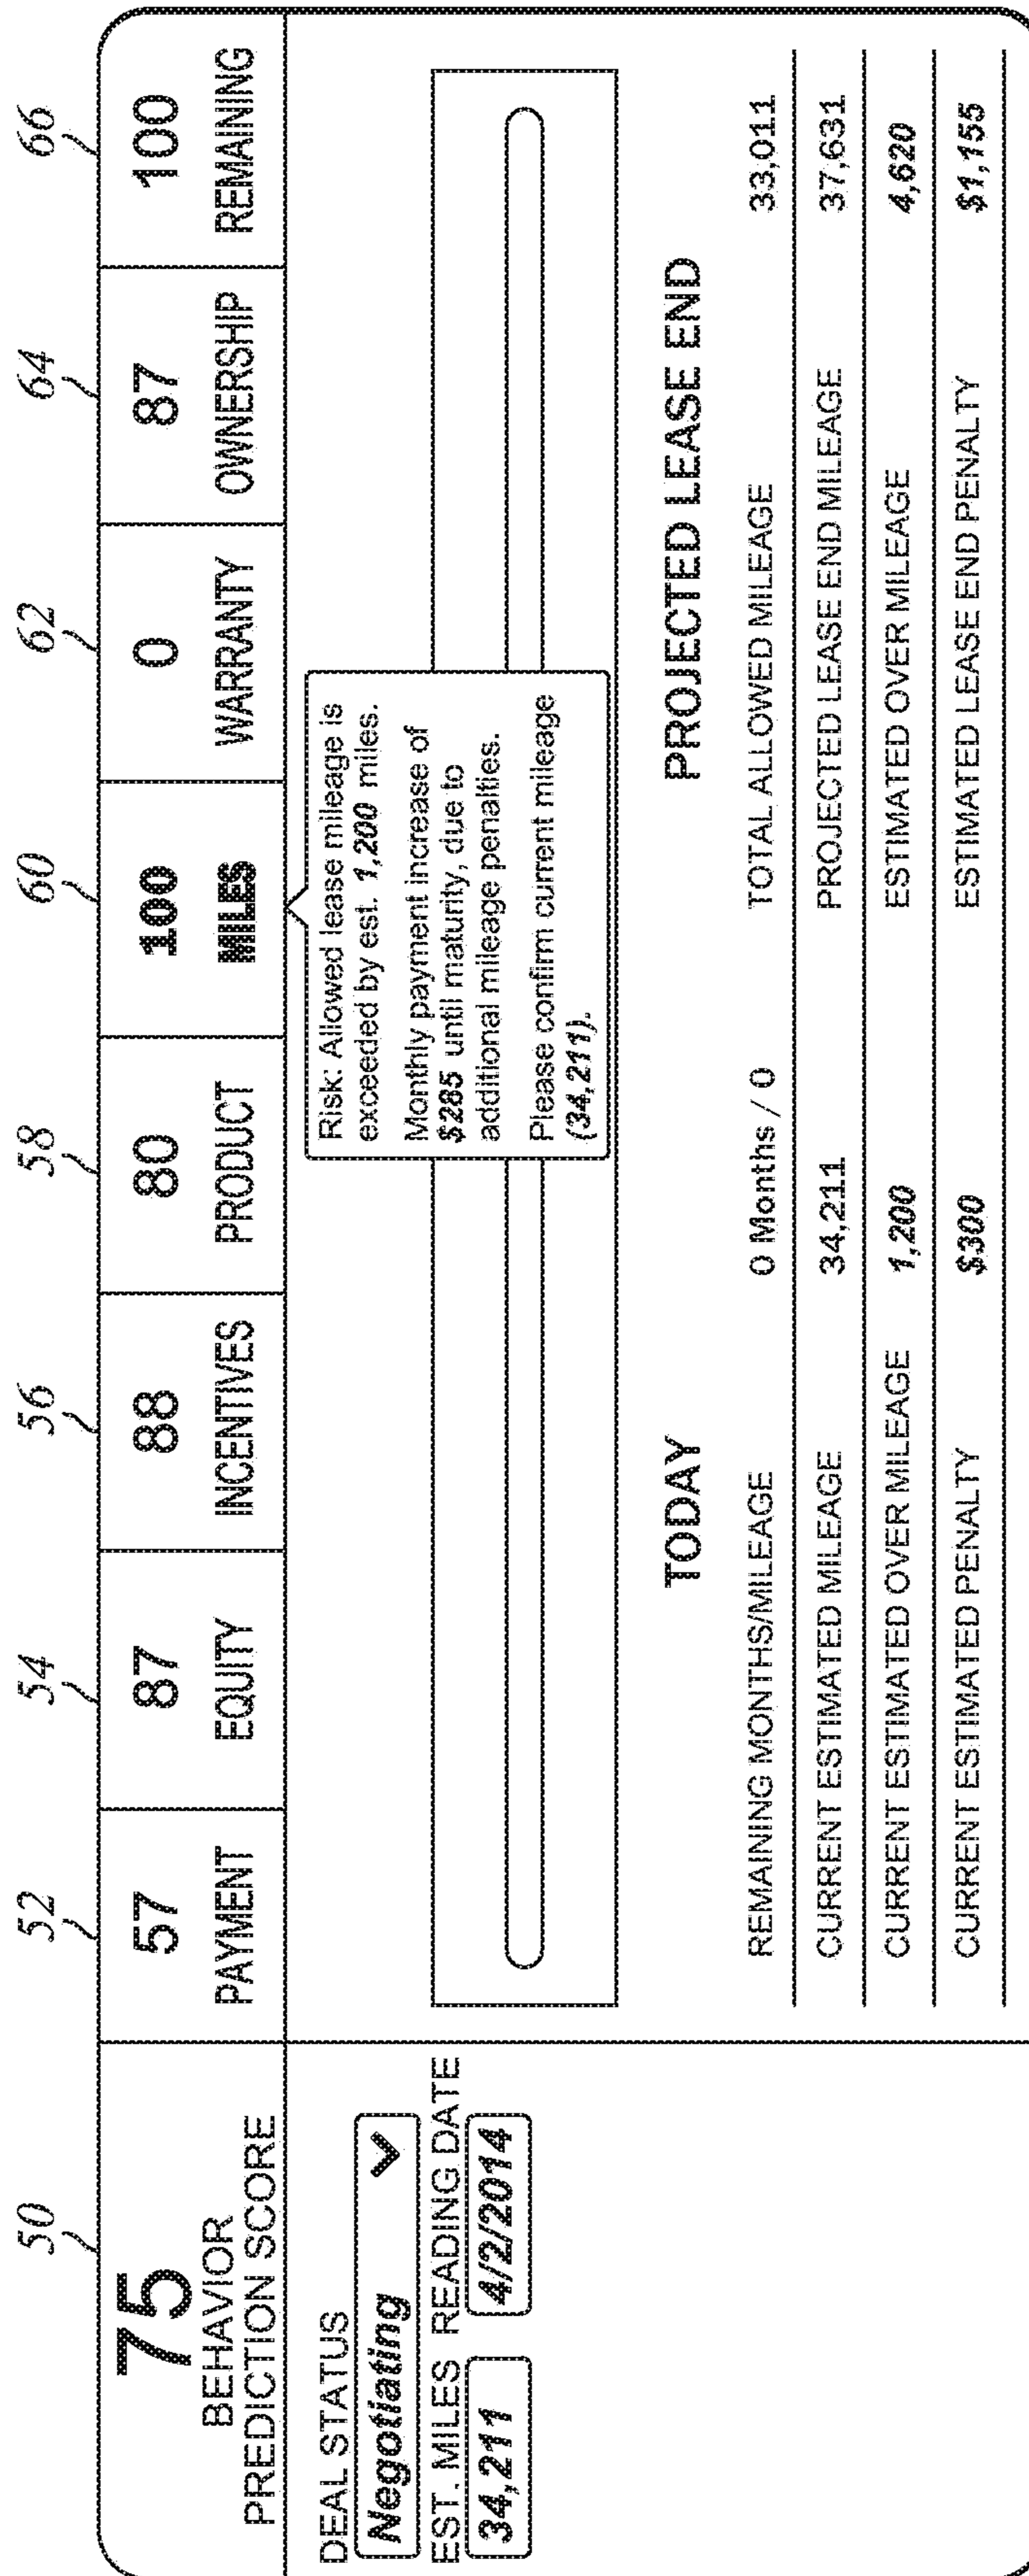 50
52
54
56
58
60
62
64
66
75
BEHAVIOR
PREDICTION SCORE
57
PAYMENT
87
EQUITY
88
INCENTIVES
80
PRODUCT
100
MILES
0
WARRANTY
87
OWNERSHIP
100
REMAINING
DEAL STATUS
Negotiating
EST. MILES READING DATE
34,211 4/2/2014
Risk: Allowed lease mileage is
exceeded by est. 1,200 miles.
Monthly payment increase of
$285 until maturity, due to
additional mileage penalties.
Please confirm current mileage
(34,211).
TODAY
REMAINING MONTHS/MILEAGE 0 Months / 0
CURRENT ESTIMATED MILEAGE 34,211
CURRENT ESTIMATED OVER MILEAGE 1,200
CURRENT ESTIMATED PENALTY $300
PROJECTED LEASE END
TOTAL ALLOWED MILEAGE 33,011
PROJECTED LEASE END MILEAGE 37,631
ESTIMATED OVER MILEAGE 4,620
ESTIMATED LEASE END PENALTY $1,155